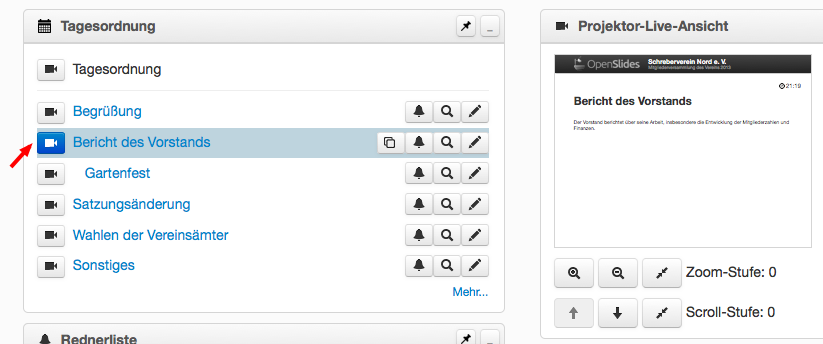 Tagesordnung
Tagesordnung
Begrüßung
Bericht des Vorstands
Gartenfest
Satzungsänderung
Wahlen der Vereinsämter
Sonstiges
Mehr...
Rednerliste
Projektor-Live-Ansicht
OpenSlides
Schreberverein Nord e. V.
Mitgliederversammlung des Vereins 2013
21:19
Bericht des Vorstands
Der Vorstand berichtet über seine Arbeit, insbesondere die Entwicklung der Mitgliederzahlen und
Finanzen.
Zoom-Stufe: 0
Scroll-Stufe: 0